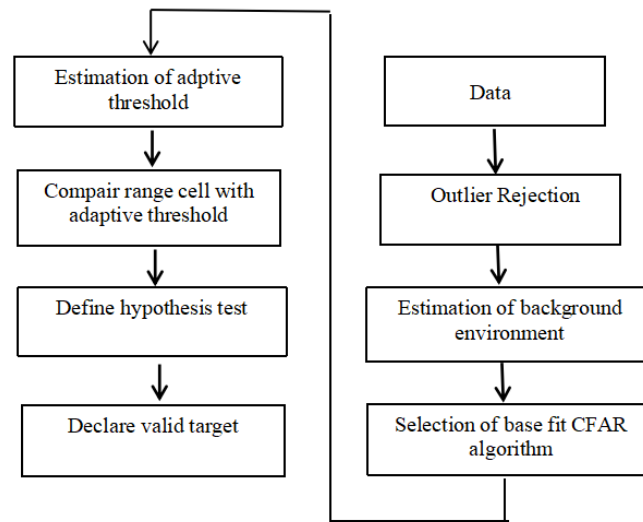 Estimation of adptive
threshold
Compair range cell with
adaptive threshold
Define hypothesis test
Declare valid target
Data
Outlier Rejection
Estimation of background
environment
Selection of base fit CFAR
algorithm